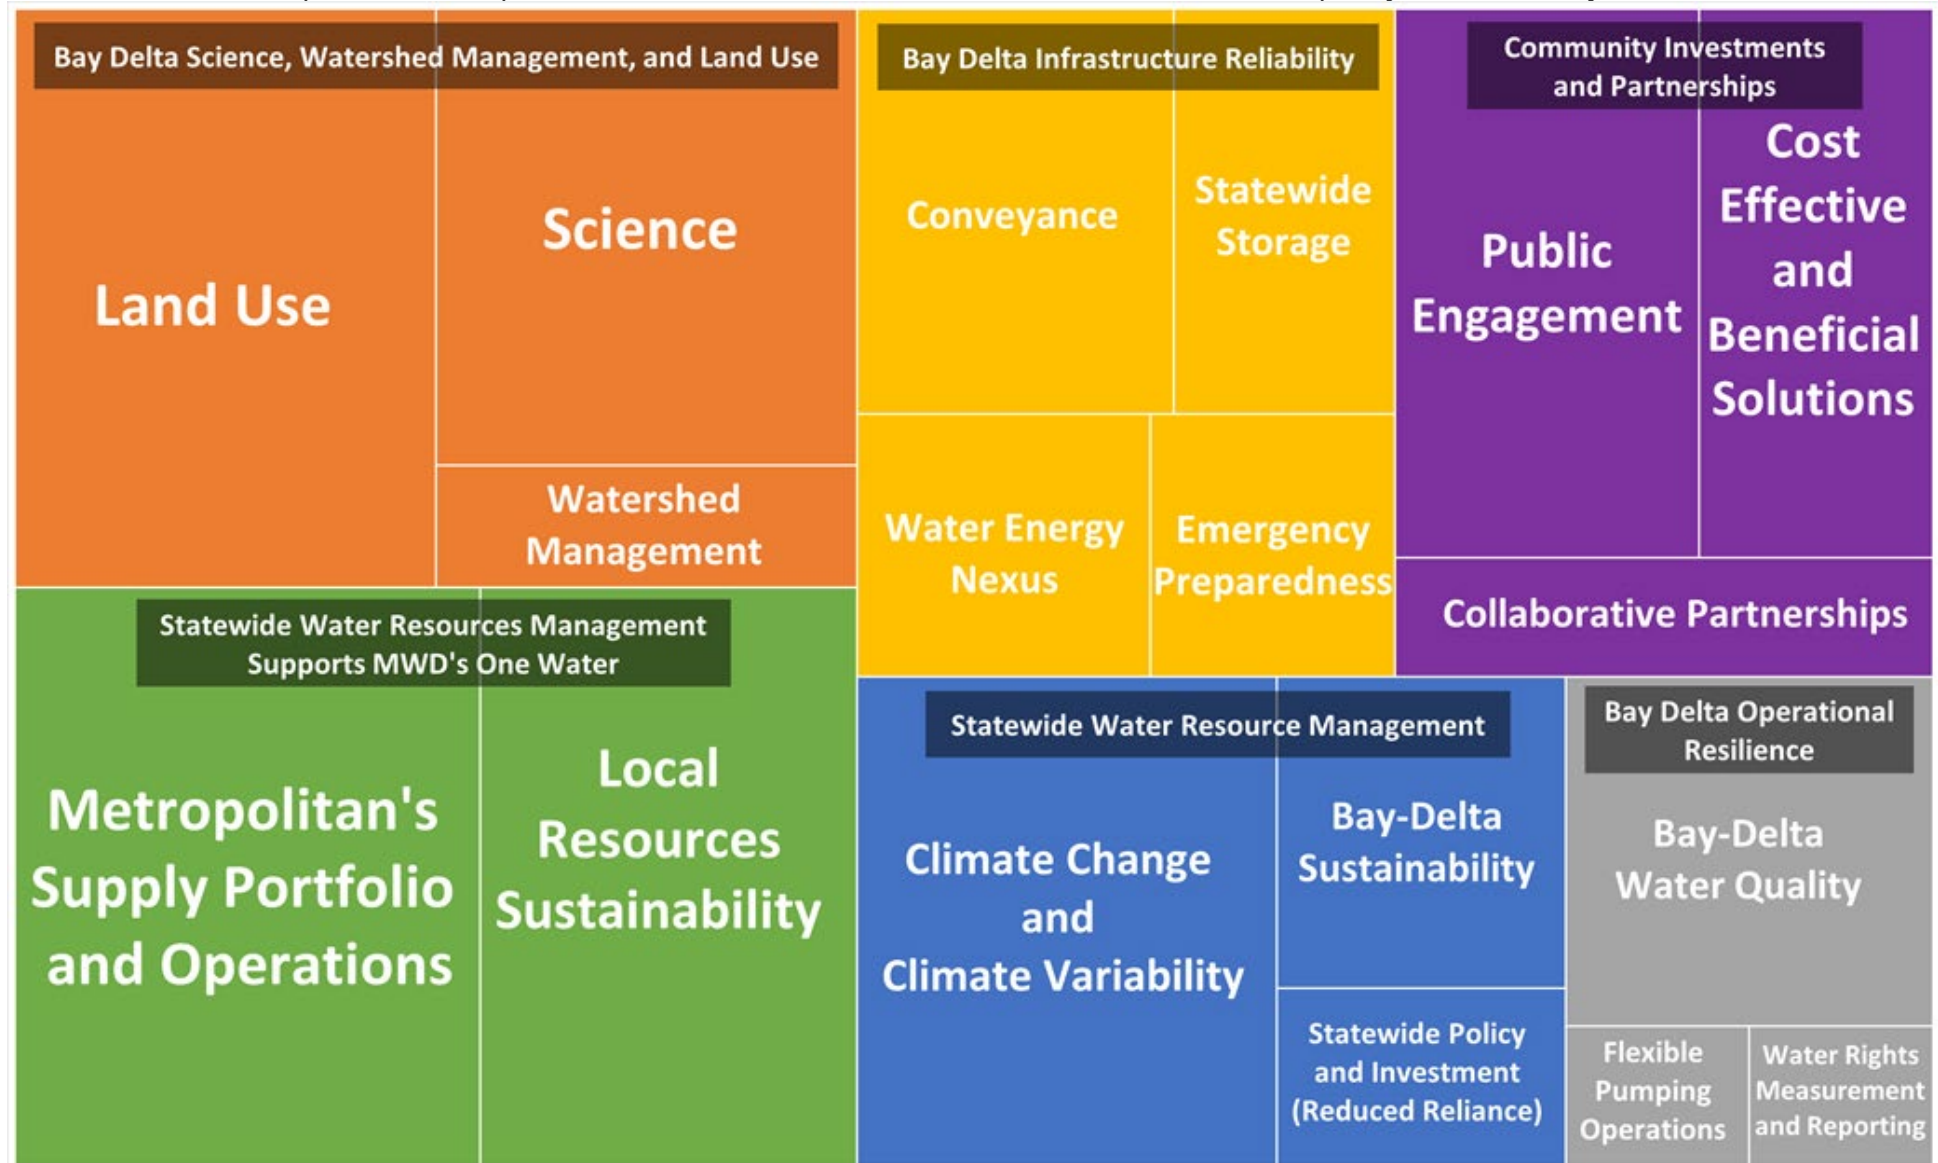 Bay Delta Science, Watershed Management, and Land Use
Land Use
Science
Watershed
Management
Bay Delta Infrastructure Reliability
Conveyance
Statewide
Storage
Water Energy
Nexus
Emergency
Preparedness
Community Investments
and Partnerships
Public
Engagement
Cost
Effective
and
Beneficial
Solutions
Collaborative Partnerships
Statewide Water Resources Management
Supports MWD's One Water
Metropolitan's
Supply Portfolio
and Operations
Local
Resources
Sustainability
Statewide Water Resource Management
Climate Change
and
Climate Variability
Bay-Delta
Sustainability
Statewide Policy
and Investment
(Reduced Reliance)
Bay Delta Operational
Resilience
Bay-Delta
Water Quality
Flexible
Pumping
Operations
Water Rights
Measurement
and Reporting